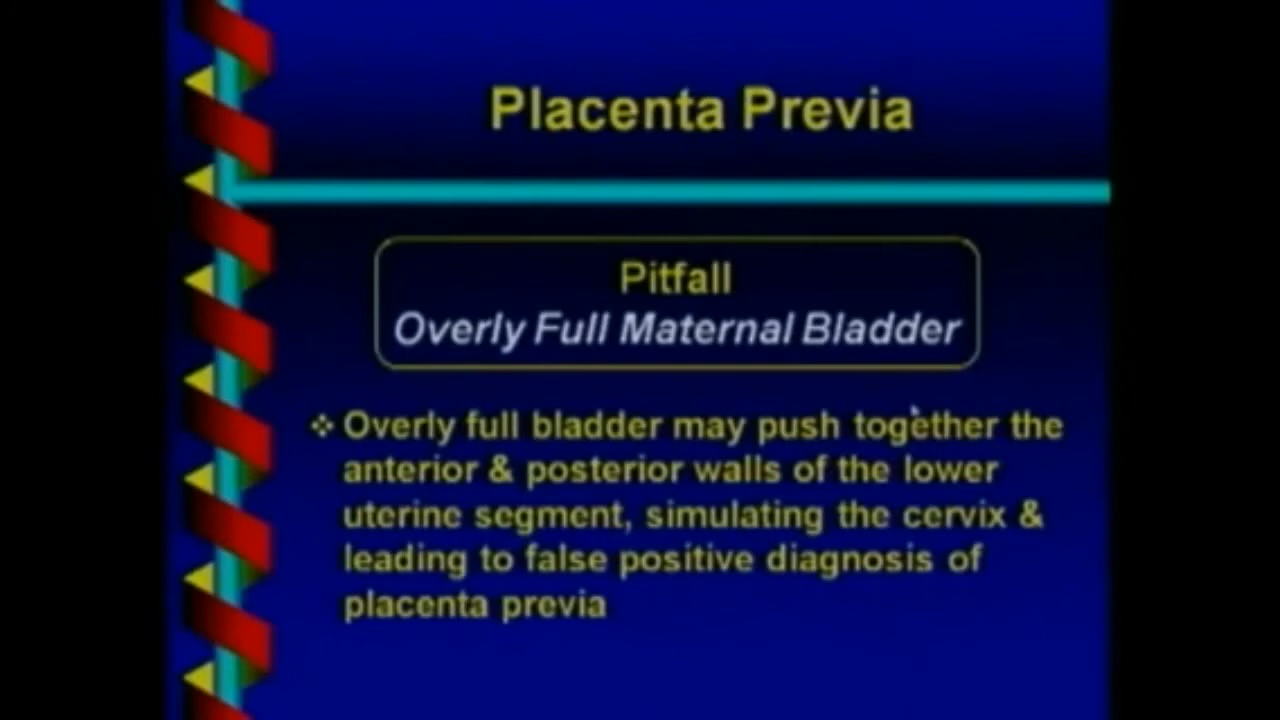 Placenta Previa
Pitfall
Overly Full Maternal Bladder
❖ Overly full bladder may push together the
anterior & posterior walls of the lower
uterine segment, simulating the cervix &
leading to false positive diagnosis of
placenta previa